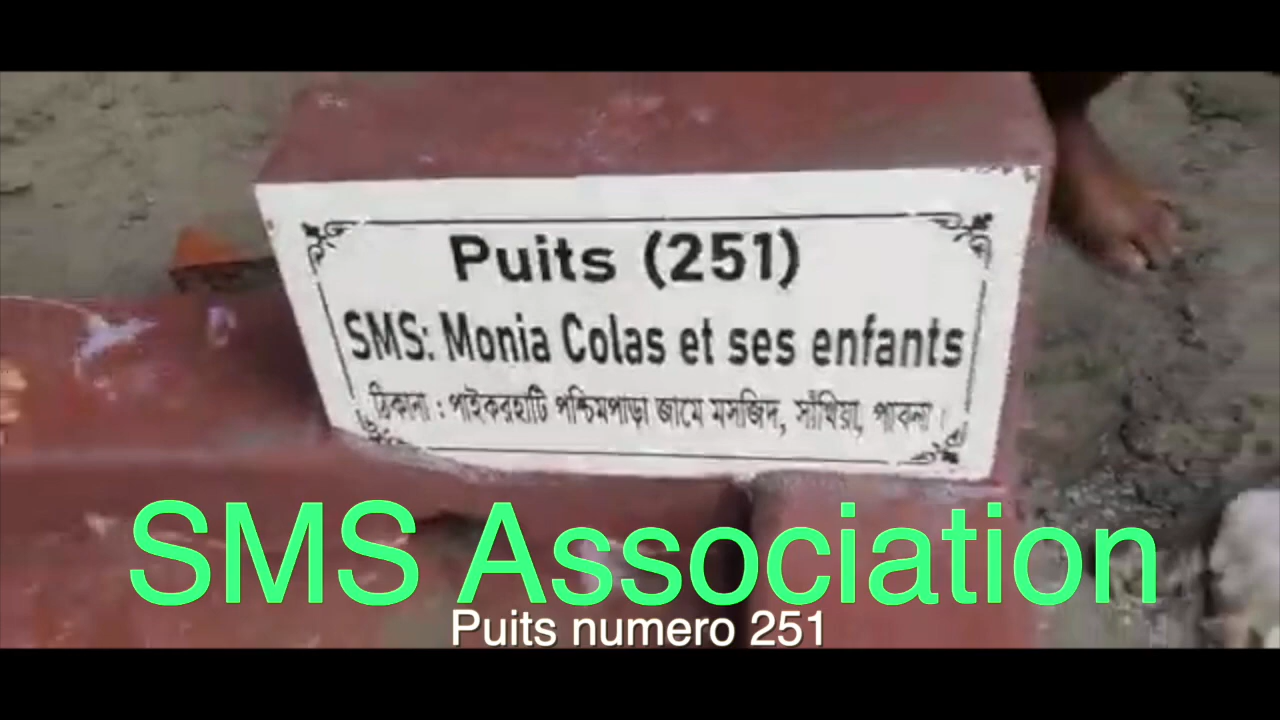 Puits (251)
SMS: Monia Colas et ses enfants
ঠিকানা : পাইকরহাটি পশ্চিমপাড়া জামে মসজিদ, সাঁথিয়া, পাবনা।
SMS Association
Puits numero 251